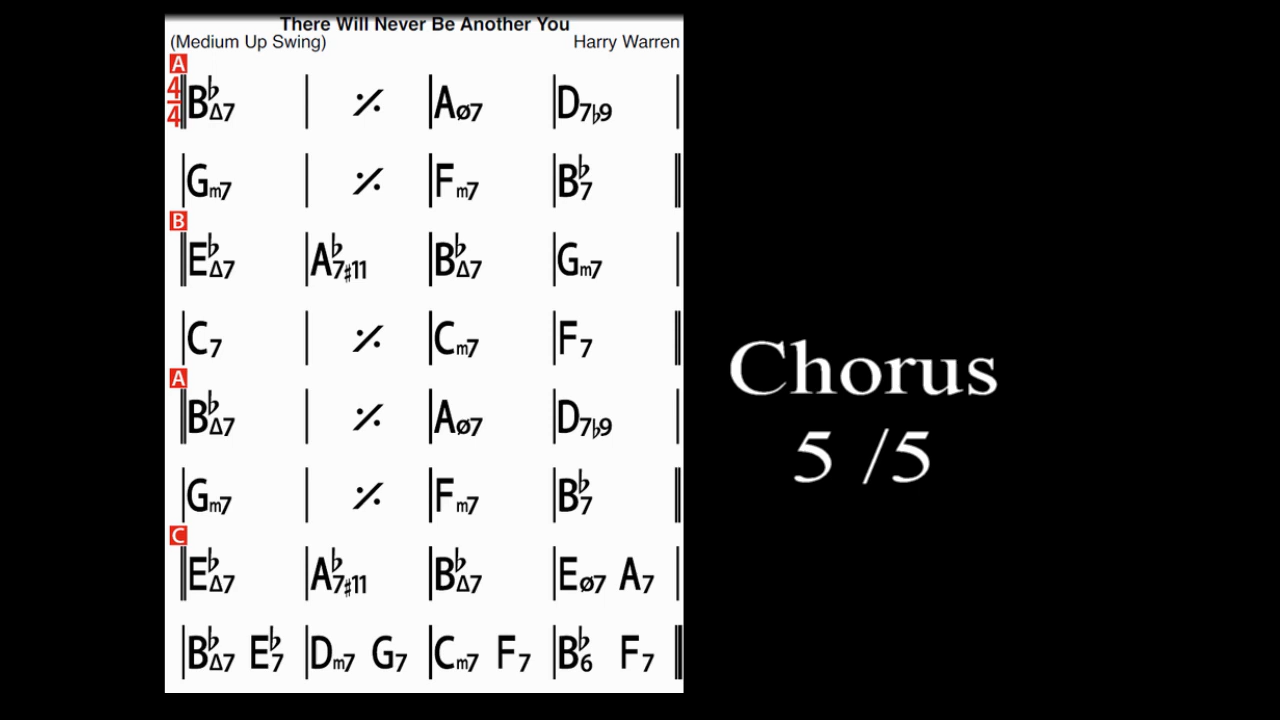 There Will Never Be Another You
(Medium Up Swing) Harry Warren
A
4/4 B♭Δ7 | 𝄎 | Aø7 | D7♭9 |
Gm7 | 𝄎 | Fm7 | B♭7
B
E♭Δ7 | A♭7♯11 | B♭Δ7 | Gm7 |
C7 | 𝄎 | Cm7 | F7
A
B♭Δ7 | 𝄎 | Aø7 | D7♭9 |
Gm7 | 𝄎 | Fm7 | B♭7
C
E♭Δ7 | A♭7♯11 | B♭Δ7 | Eø7 A7 |
B♭Δ7 E♭7 | Dm7 G7 | Cm7 F7 | B♭6 F7
Chorus
5 /5